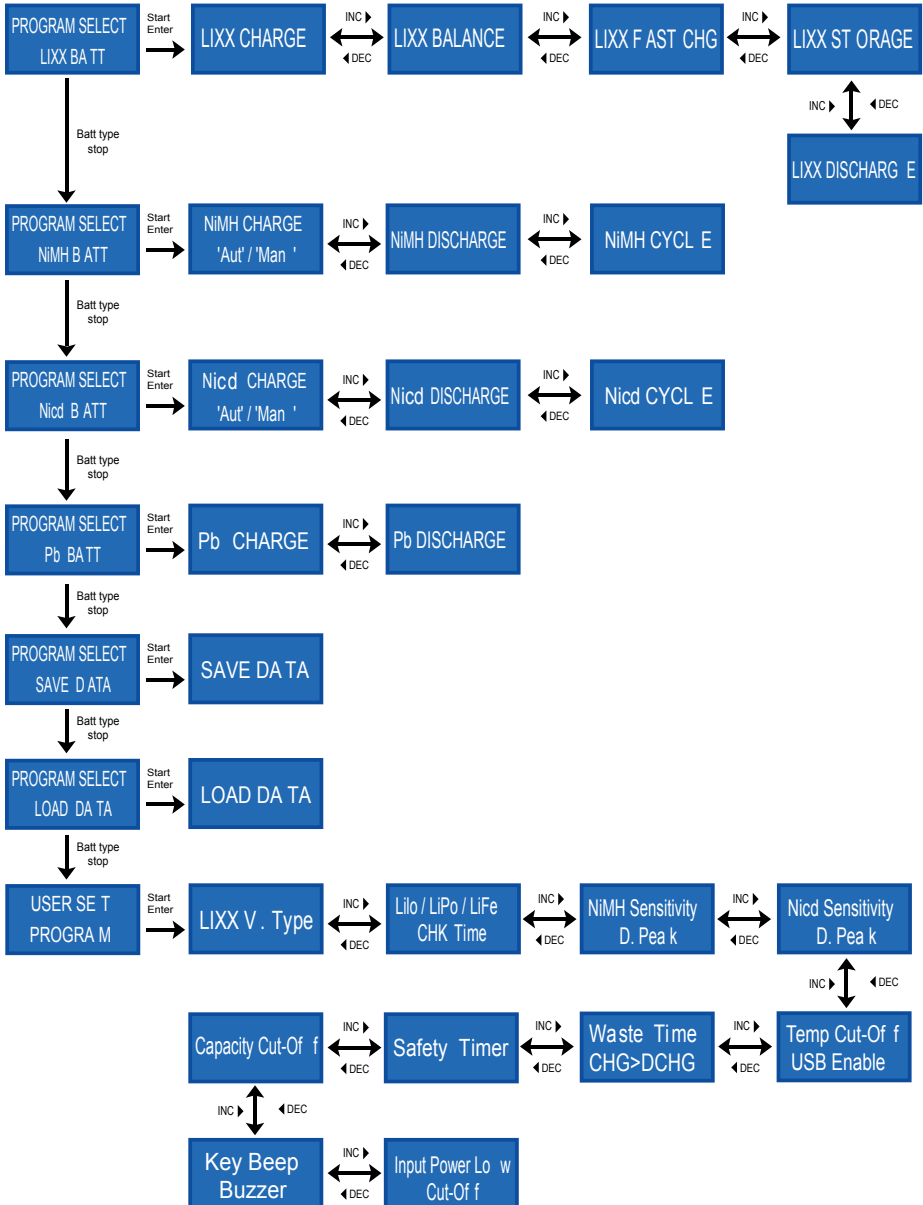 PROGRAM SELECT
LIXX BA TT
Start
Enter
LIXX CHARGE
INC
DEC
LIXX BALANCE
INC
DEC
LIXX F AST CHG
INC
DEC
LIXX ST ORAGE
INC
DEC
LIXX DISCHARG E
Batt type
stop
PROGRAM SELECT
NiMH B ATT
Start
Enter
NiMH CHARGE
'Aut' / 'Man '
INC
DEC
NiMH DISCHARGE
INC
DEC
NiMH CYCL E
Batt type
stop
PROGRAM SELECT
Nicd B ATT
Start
Enter
Nicd CHARGE
'Aut' / 'Man '
INC
DEC
Nicd DISCHARGE
INC
DEC
Nicd CYCL E
Batt type
stop
PROGRAM SELECT
Pb BA TT
Start
Enter
Pb CHARGE
INC
DEC
Pb DISCHARGE
Batt type
stop
PROGRAM SELECT
SAVE D ATA
Start
Enter
SAVE DA TA
Batt type
stop
PROGRAM SELECT
LOAD DA TA
Start
Enter
LOAD DA TA
Batt type
stop
USER SE T
PROGRA M
Start
Enter
LIXX V . Type
INC
DEC
LiIo / LiPo / LiFe
CHK Time
INC
DEC
NiMH Sensitivity
D. Pea k
INC
DEC
Nicd Sensitivity
D. Pea k
INC
DEC
Temp Cut-Of f
USB Enable
INC
DEC
Waste Time
CHG>DCHG
INC
DEC
Safety Timer
INC
DEC
Capacity Cut-Of f
INC
DEC
Key Beep
Buzzer
INC
DEC
Input Power Lo w
Cut-Of f